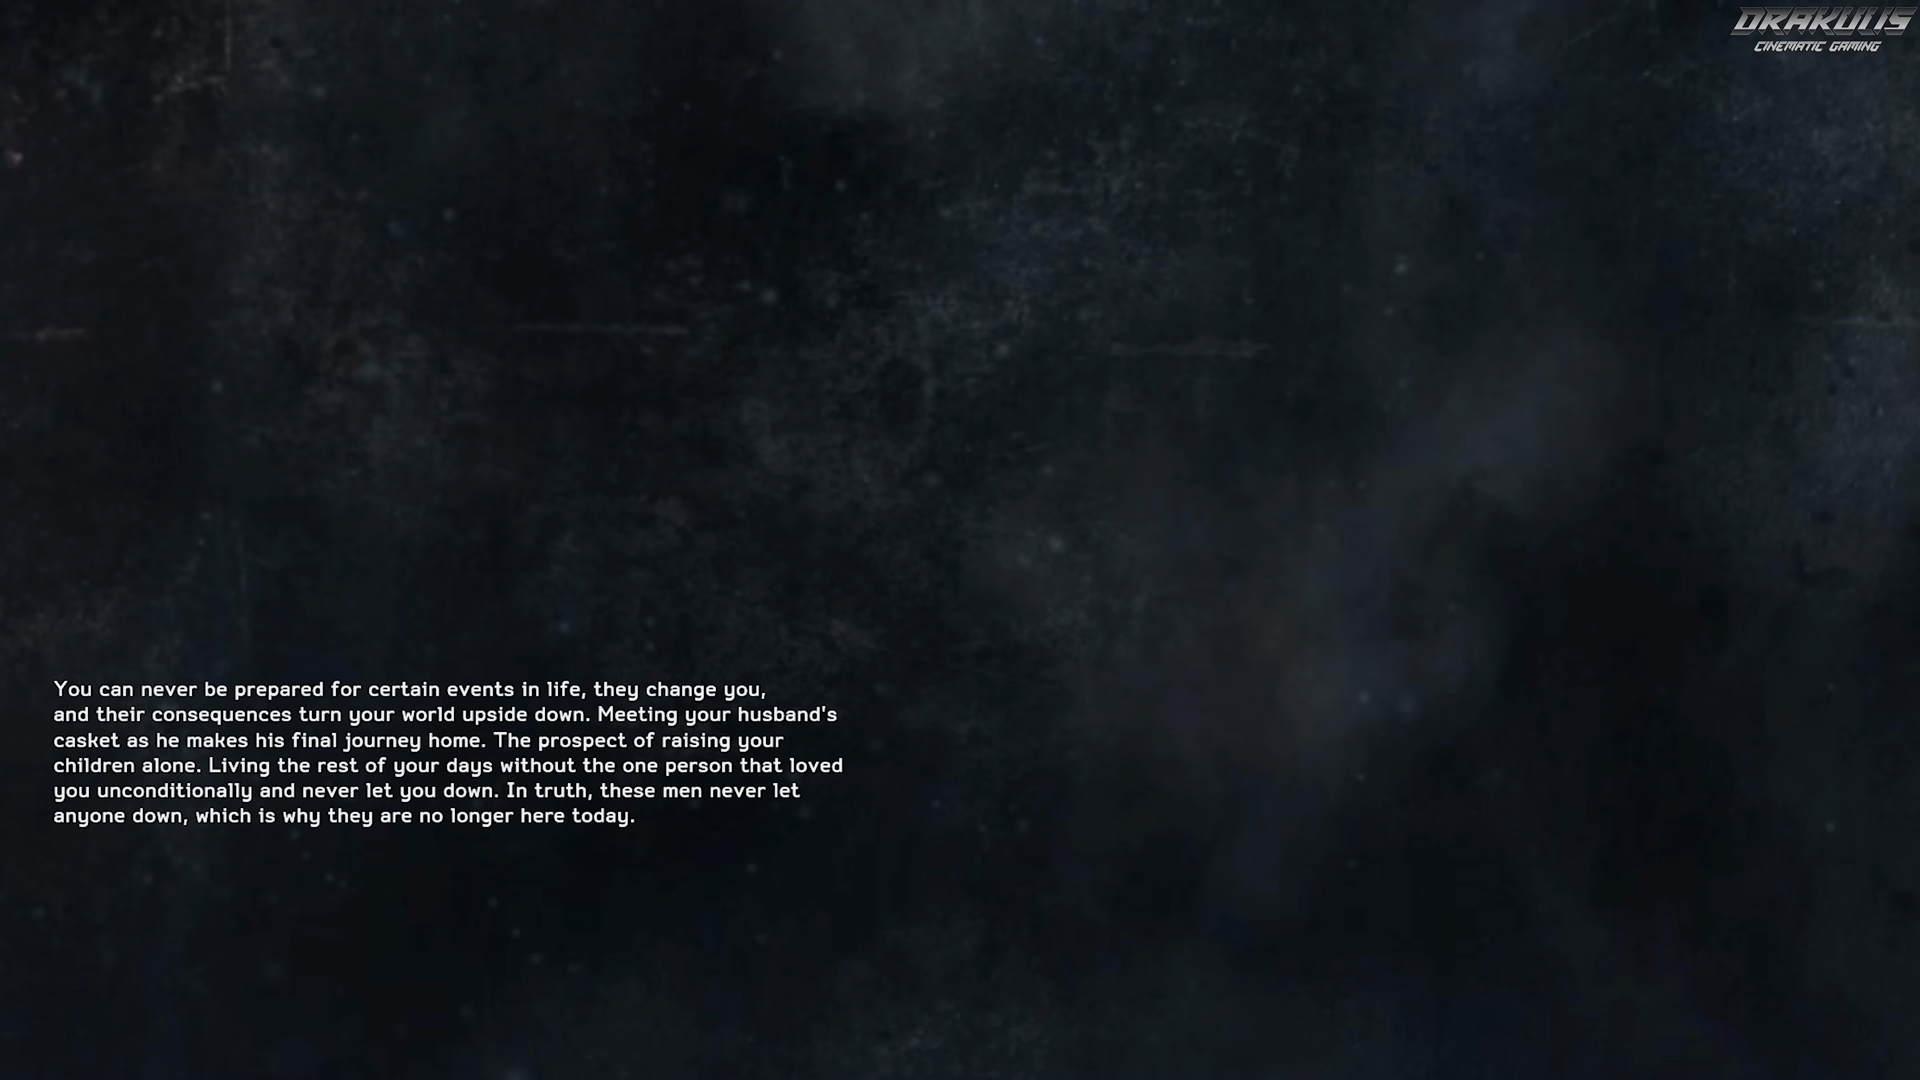 DRAKULIS
CINEMATIC GAMING
You can never be prepared for certain events in life, they change you,
and their consequences turn your world upside down. Meeting your husband's
casket as he makes his final journey home. The prospect of raising your
children alone. Living the rest of your days without the one person that loved
you unconditionally and never let you down. In truth, these men never let
anyone down, which is why they are no longer here today.